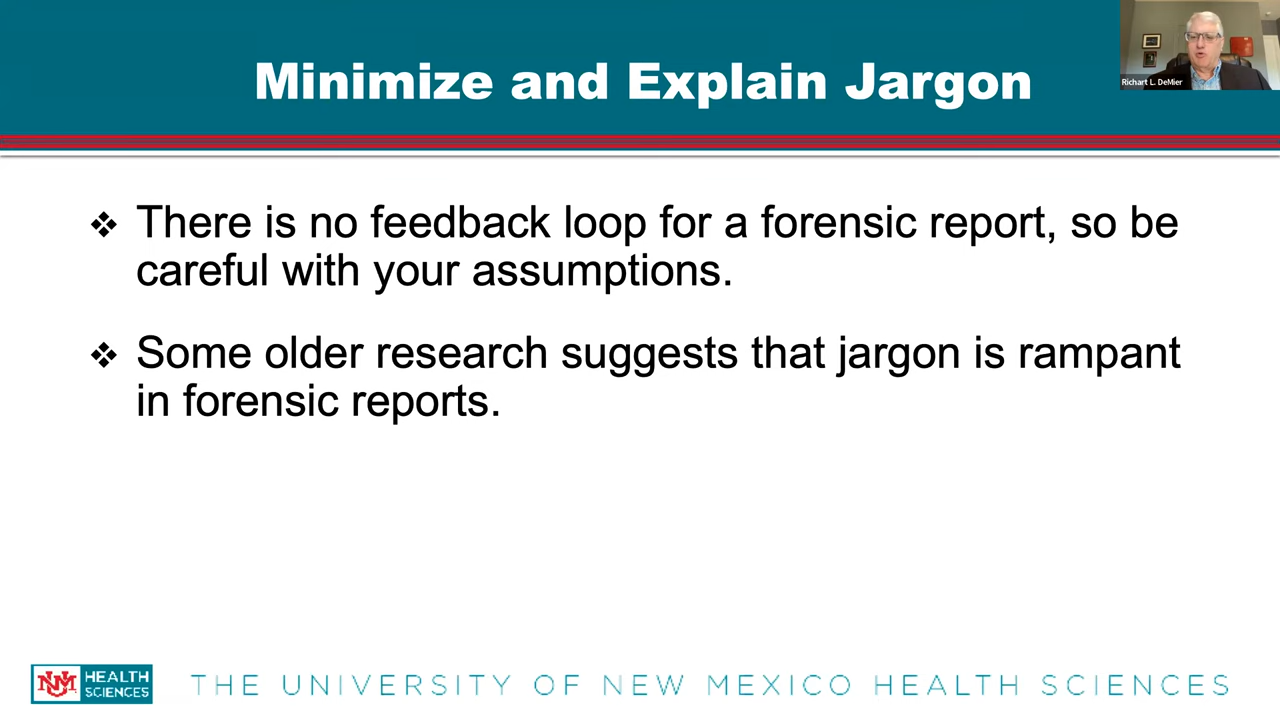 Minimize and Explain Jargon
Richart L. DeMier
❖ There is no feedback loop for a forensic report, so be
careful with your assumptions.
❖ Some older research suggests that jargon is rampant
in forensic reports.
UNM HEALTH
SCIENCES
THE UNIVERSITY OF NEW MEXICO HEALTH SCIENCES